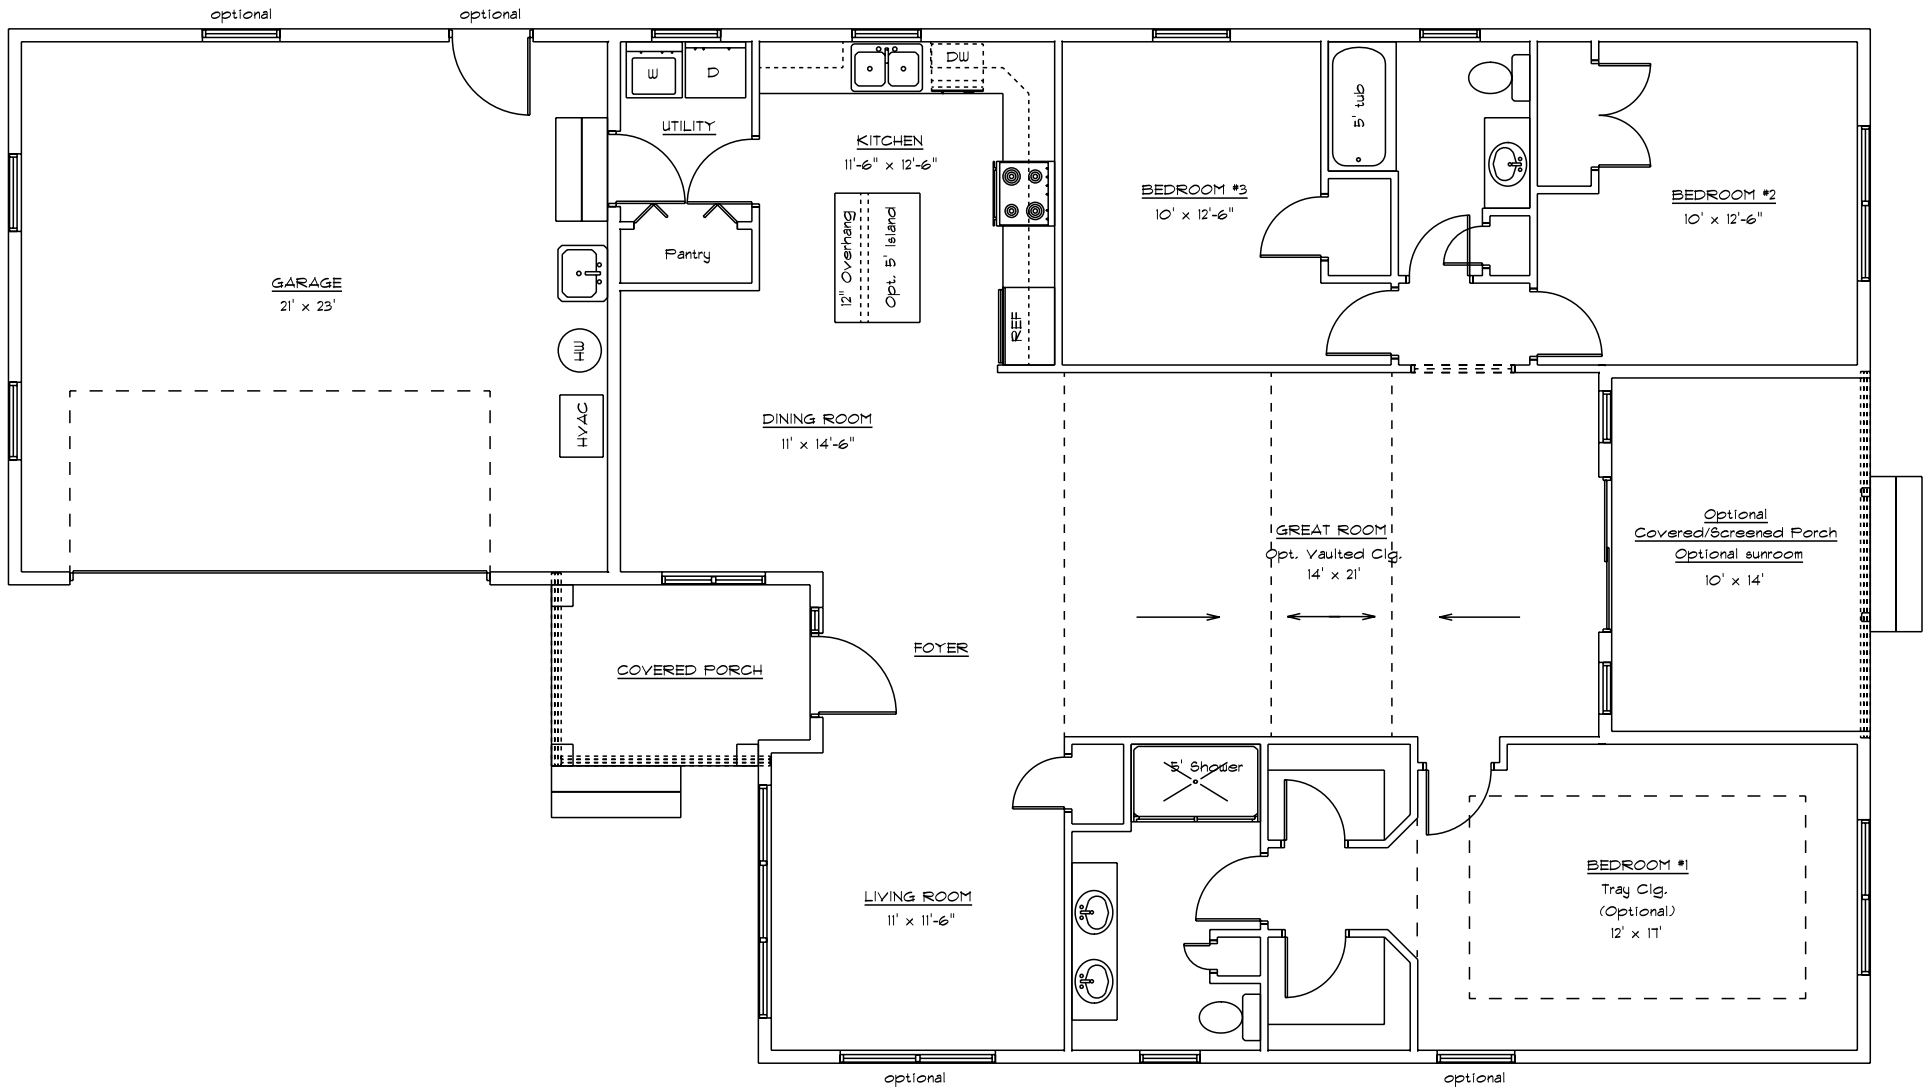 optional
optional
W
D
DW
UTILITY
KITCHEN
11'-6" x 12'-6"
5' tub
BEDROOM #3
10' x 12'-6"
BEDROOM #2
10' x 12'-6"
Pantry
12" Overhang
Opt. 5' Island
GARAGE
21' x 23'
HW
REF
HVAC
DINING ROOM
11' x 14'-6"
GREAT ROOM
Opt. Vaulted Clg.
14' x 21'
Optional
Covered/Screened Porch
Optional sunroom
10' x 14'
FOYER
COVERED PORCH
5' Shower
BEDROOM #1
Tray Clg.
(Optional)
12' x 17'
LIVING ROOM
11' x 11'-6"
optional
optional